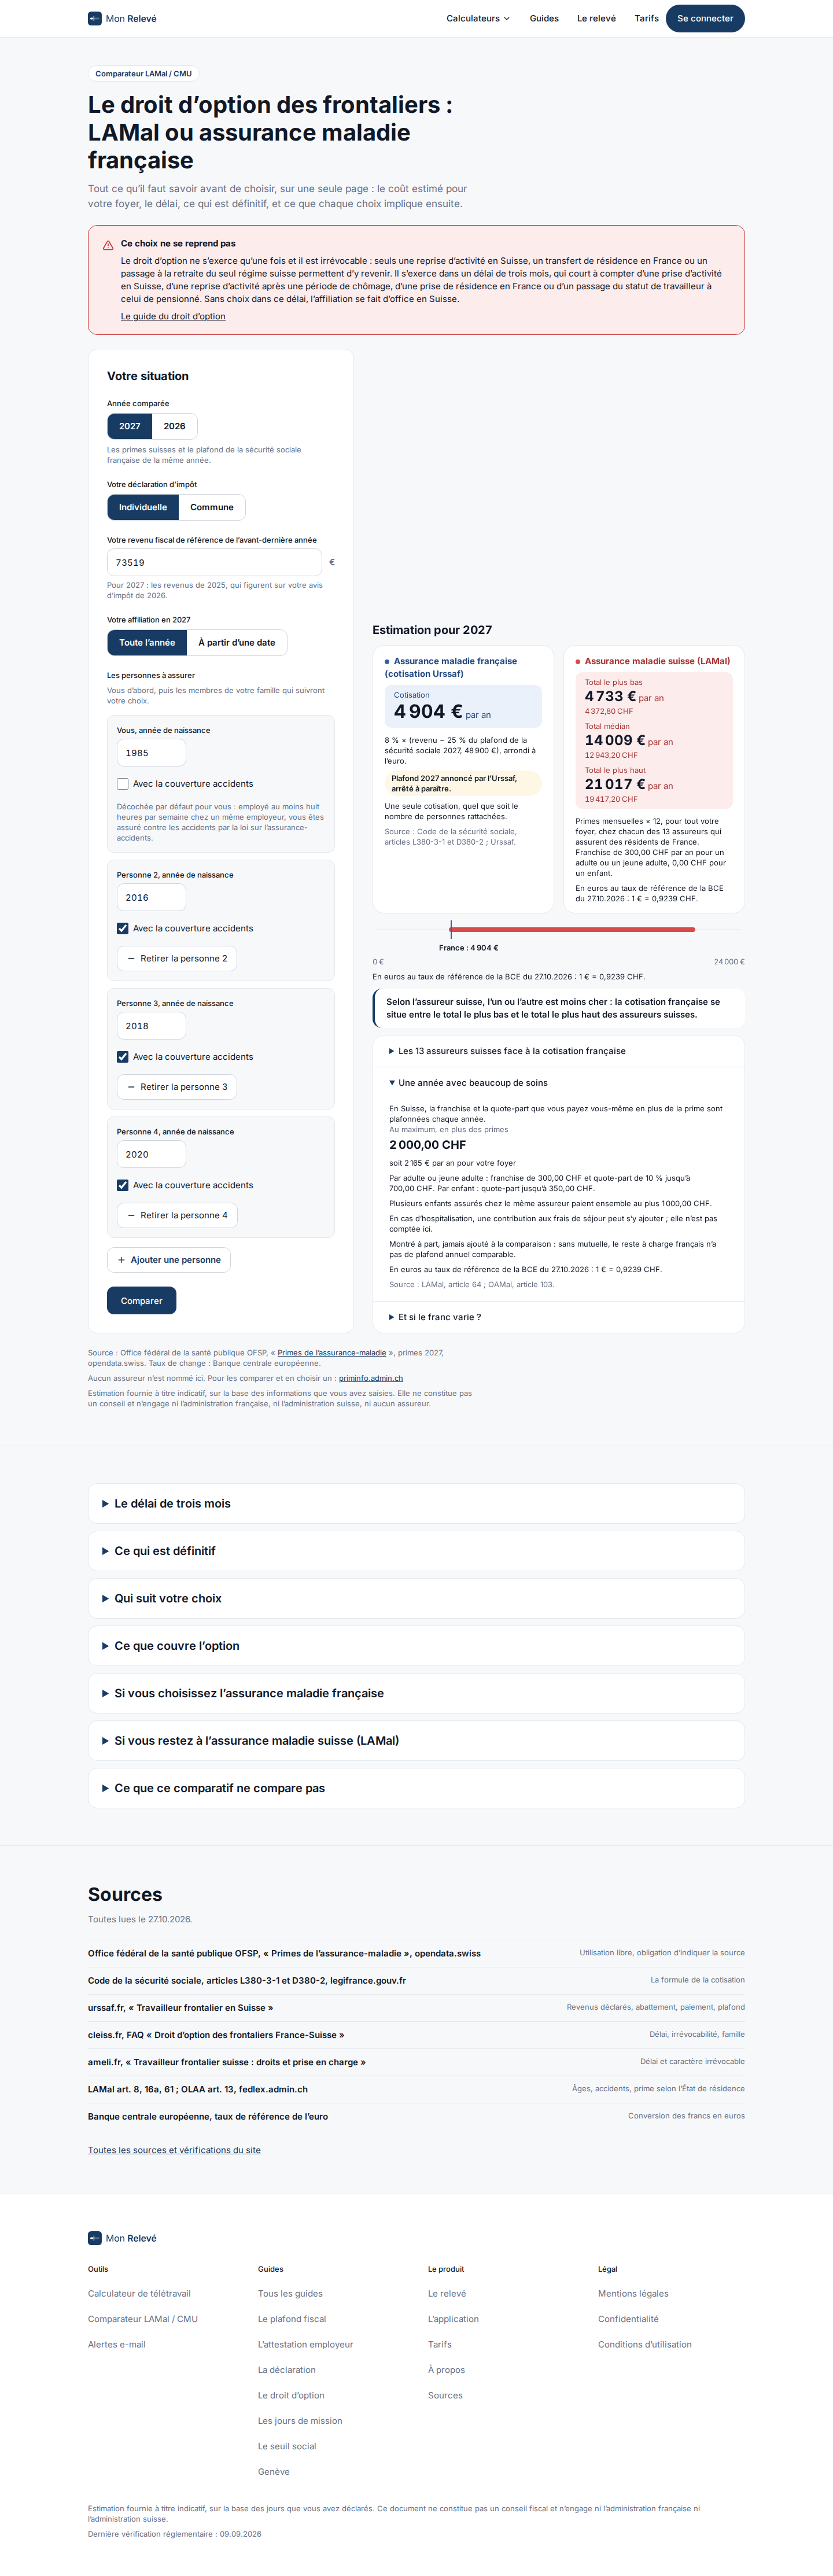 Mon Relevé
Calculateurs
Guides
Le relevé
Tarifs
Se connecter
Comparateur LAMal / CMU
Le droit d’option des frontaliers :
LAMal ou assurance maladie
française
Tout ce qu’il faut savoir avant de choisir, sur une seule page : le coût estimé pour
votre foyer, le délai, ce qui est définitif, et ce que chaque choix implique ensuite.
Ce choix ne se reprend pas
Le droit d’option ne s’exerce qu’une fois et il est irrévocable : seuls une reprise d’activité en Suisse, un transfert de résidence en France ou un
passage à la retraite du seul régime suisse permettent d’y revenir. Il s’exerce dans un délai de trois mois, qui court à compter d’une prise d’activité
en Suisse, d’une reprise d’activité après une période de chômage, d’une prise de résidence en France ou d’un passage du statut de travailleur à
celui de pensionné. Sans choix dans ce délai, l’affiliation se fait d’office en Suisse.
Le guide du droit d’option
Votre situation
Année comparée
2027
2026
Les primes suisses et le plafond de la sécurité sociale
française de la même année.
Votre déclaration d’impôt
Individuelle
Commune
Votre revenu fiscal de référence de l’avant-dernière année
73519
€
Pour 2027 : les revenus de 2025, qui figurent sur votre avis
d’impôt de 2026.
Votre affiliation en 2027
Toute l’année
À partir d’une date
Les personnes à assurer
Vous d’abord, puis les membres de votre famille qui suivront
votre choix.
Vous, année de naissance
1985
Avec la couverture accidents
Décochée par défaut pour vous : employé au moins huit
heures par semaine chez un même employeur, vous êtes
assuré contre les accidents par la loi sur l’assurance-
accidents.
Personne 2, année de naissance
2016
Avec la couverture accidents
Retirer la personne 2
Personne 3, année de naissance
2018
Avec la couverture accidents
Retirer la personne 3
Personne 4, année de naissance
2020
Avec la couverture accidents
Retirer la personne 4
Ajouter une personne
Comparer
Estimation pour 2027
Assurance maladie française
(cotisation Urssaf)
Cotisation
4 904 € par an
8 % × (revenu − 25 % du plafond de la
sécurité sociale 2027, 48 900 €), arrondi à
l’euro.
Plafond 2027 annoncé par l’Urssaf,
arrêté à paraître.
Une seule cotisation, quel que soit le
nombre de personnes rattachées.
Source : Code de la sécurité sociale,
articles L380-3-1 et D380-2 ; Urssaf.
Assurance maladie suisse (LAMal)
Total le plus bas
4 733 € par an
4 372,80 CHF
Total médian
14 009 € par an
12 943,20 CHF
Total le plus haut
21 017 € par an
19 417,20 CHF
Primes mensuelles × 12, pour tout votre
foyer, chez chacun des 13 assureurs qui
assurent des résidents de France.
Franchise de 300,00 CHF par an pour un
adulte ou un jeune adulte, 0,00 CHF pour
un enfant.
En euros au taux de référence de la BCE
du 27.10.2026 : 1 € = 0,9239 CHF.
France : 4 904 €
0 €
24 000 €
En euros au taux de référence de la BCE du 27.10.2026 : 1 € = 0,9239 CHF.
Selon l’assureur suisse, l’un ou l’autre est moins cher : la cotisation française se
situe entre le total le plus bas et le total le plus haut des assureurs suisses.
Les 13 assureurs suisses face à la cotisation française
Une année avec beaucoup de soins
En Suisse, la franchise et la quote-part que vous payez vous-même en plus de la prime sont
plafonnées chaque année.
Au maximum, en plus des primes
2 000,00 CHF
soit 2 165 € par an pour votre foyer
Par adulte ou jeune adulte : franchise de 300,00 CHF et quote-part de 10 % jusqu’à
700,00 CHF. Par enfant : quote-part jusqu’à 350,00 CHF.
Plusieurs enfants assurés chez le même assureur paient ensemble au plus 1 000,00 CHF.
En cas d’hospitalisation, une contribution aux frais de séjour peut s’y ajouter ; elle n’est pas
comptée ici.
Montré à part, jamais ajouté à la comparaison : sans mutuelle, le reste à charge français n’a
pas de plafond annuel comparable.
En euros au taux de référence de la BCE du 27.10.2026 : 1 € = 0,9239 CHF.
Source : LAMal, article 64 ; OAMal, article 103.
Et si le franc varie ?
Source : Office fédéral de la santé publique OFSP, « Primes de l’assurance-maladie », primes 2027,
opendata.swiss. Taux de change : Banque centrale européenne.
Aucun assureur n’est nommé ici. Pour les comparer et en choisir un : priminfo.admin.ch
Estimation fournie à titre indicatif, sur la base des informations que vous avez saisies. Elle ne constitue pas
un conseil et n’engage ni l’administration française, ni l’administration suisse, ni aucun assureur.
Le délai de trois mois
Ce qui est définitif
Qui suit votre choix
Ce que couvre l’option
Si vous choisissez l’assurance maladie française
Si vous restez à l’assurance maladie suisse (LAMal)
Ce que ce comparatif ne compare pas
Sources
Toutes lues le 27.10.2026.
Office fédéral de la santé publique OFSP, « Primes de l’assurance-maladie », opendata.swiss
Utilisation libre, obligation d’indiquer la source
Code de la sécurité sociale, articles L380-3-1 et D380-2, legifrance.gouv.fr
La formule de la cotisation
urssaf.fr, « Travailleur frontalier en Suisse »
Revenus déclarés, abattement, paiement, plafond
cleiss.fr, FAQ « Droit d’option des frontaliers France-Suisse »
Délai, irrévocabilité, famille
ameli.fr, « Travailleur frontalier suisse : droits et prise en charge »
Délai et caractère irrévocable
LAMal art. 8, 16a, 61 ; OLAA art. 13, fedlex.admin.ch
Âges, accidents, prime selon l’État de résidence
Banque centrale européenne, taux de référence de l’euro
Conversion des francs en euros
Toutes les sources et vérifications du site
Mon Relevé
Outils
Calculateur de télétravail
Comparateur LAMal / CMU
Alertes e-mail
Guides
Tous les guides
Le plafond fiscal
L’attestation employeur
La déclaration
Le droit d’option
Les jours de mission
Le seuil social
Genève
Le produit
Le relevé
L’application
Tarifs
À propos
Sources
Légal
Mentions légales
Confidentialité
Conditions d’utilisation
Estimation fournie à titre indicatif, sur la base des jours que vous avez déclarés. Ce document ne constitue pas un conseil fiscal et n’engage ni l’administration française ni
l’administration suisse.
Dernière vérification réglementaire : 09.09.2026